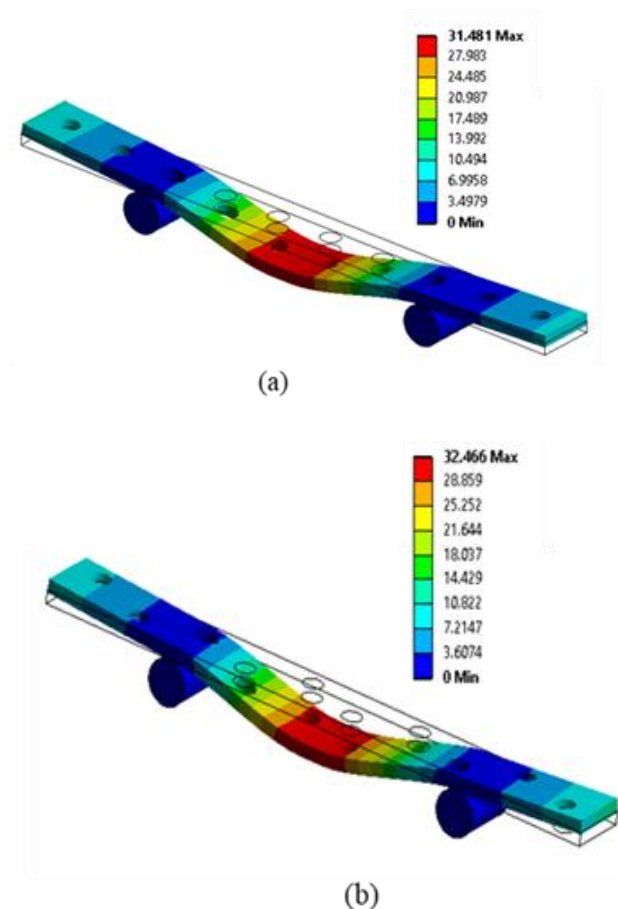 31.481 Max
27.983
24.485
20.987
17.489
13.992
10.494
6.9958
3.4979
0 Min
(a)
32.466 Max
28.859
25.252
21.644
18.037
14.429
10.822
7.2147
3.6074
0 Min
(b)